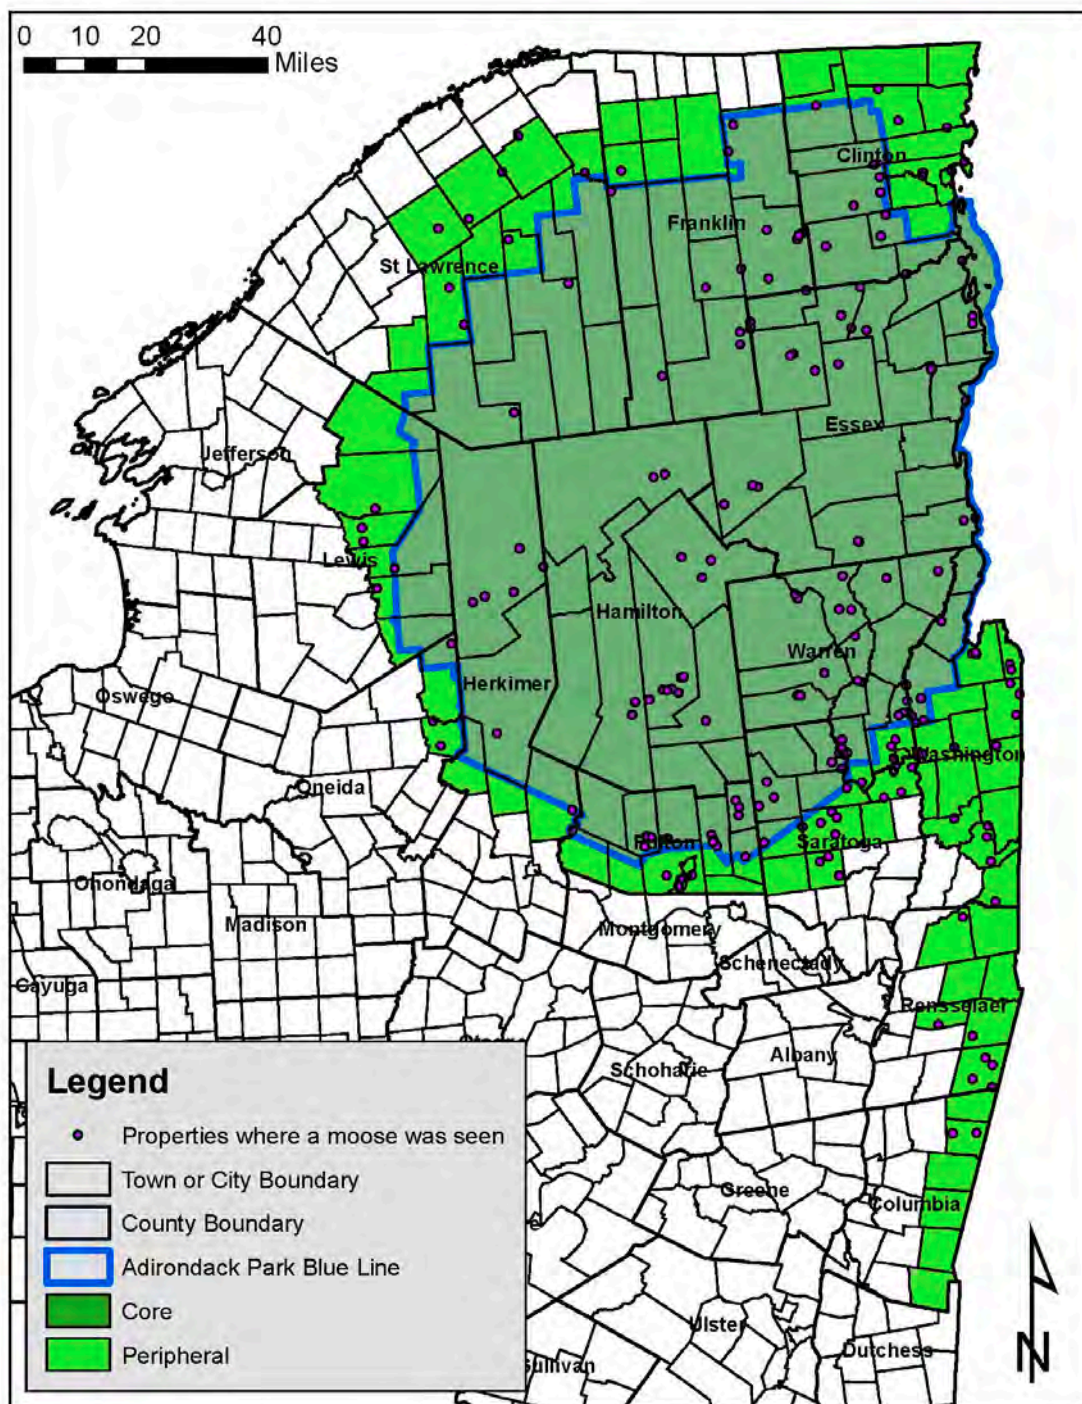 0 10 20 40
Miles
Clinton
Franklin
St Lawrence
Essex
Jefferson
Lewis
Hamilton
Warren
Herkimer
Oswego
Washington
Oneida
Fulton
Saratoga
Onondaga
Madison
Montgomery
Schenectady
Cayuga
Rensselaer
Albany
Schoharie
Greene
Columbia
Ulster
Dutchess
Sullivan
Legend
Properties where a moose was seen
Town or City Boundary
County Boundary
Adirondack Park Blue Line
Core
Peripheral
N